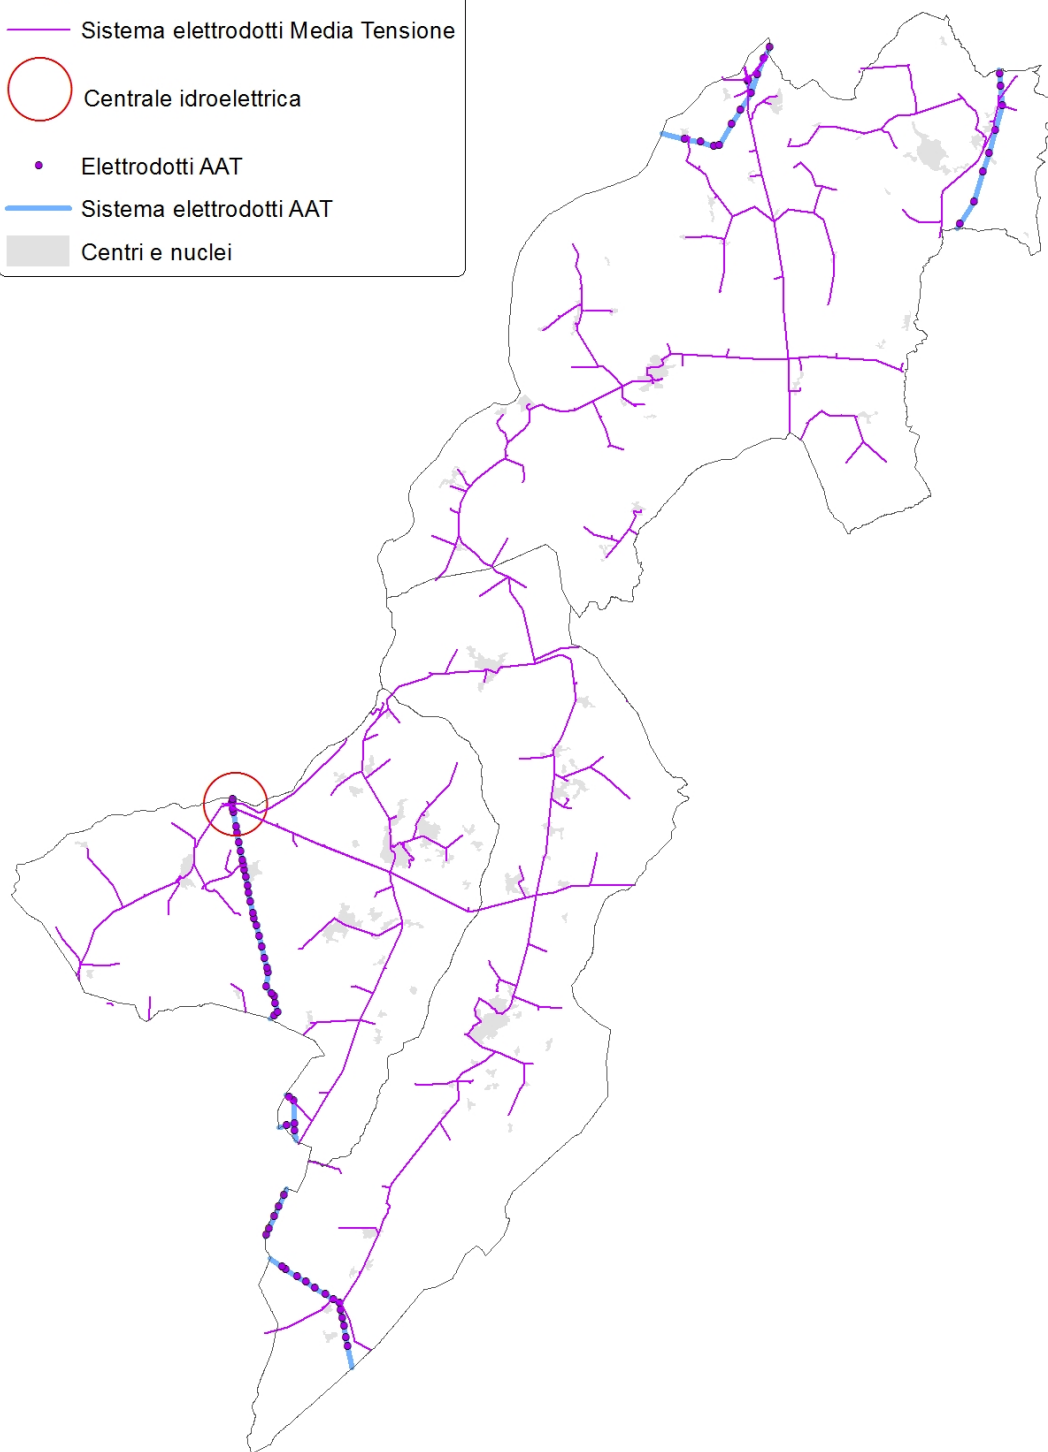 Sistema elettrodotti Media Tensione
Centrale idroelettrica
Elettrodotti AAT
Sistema elettrodotti AAT
Centri e nuclei